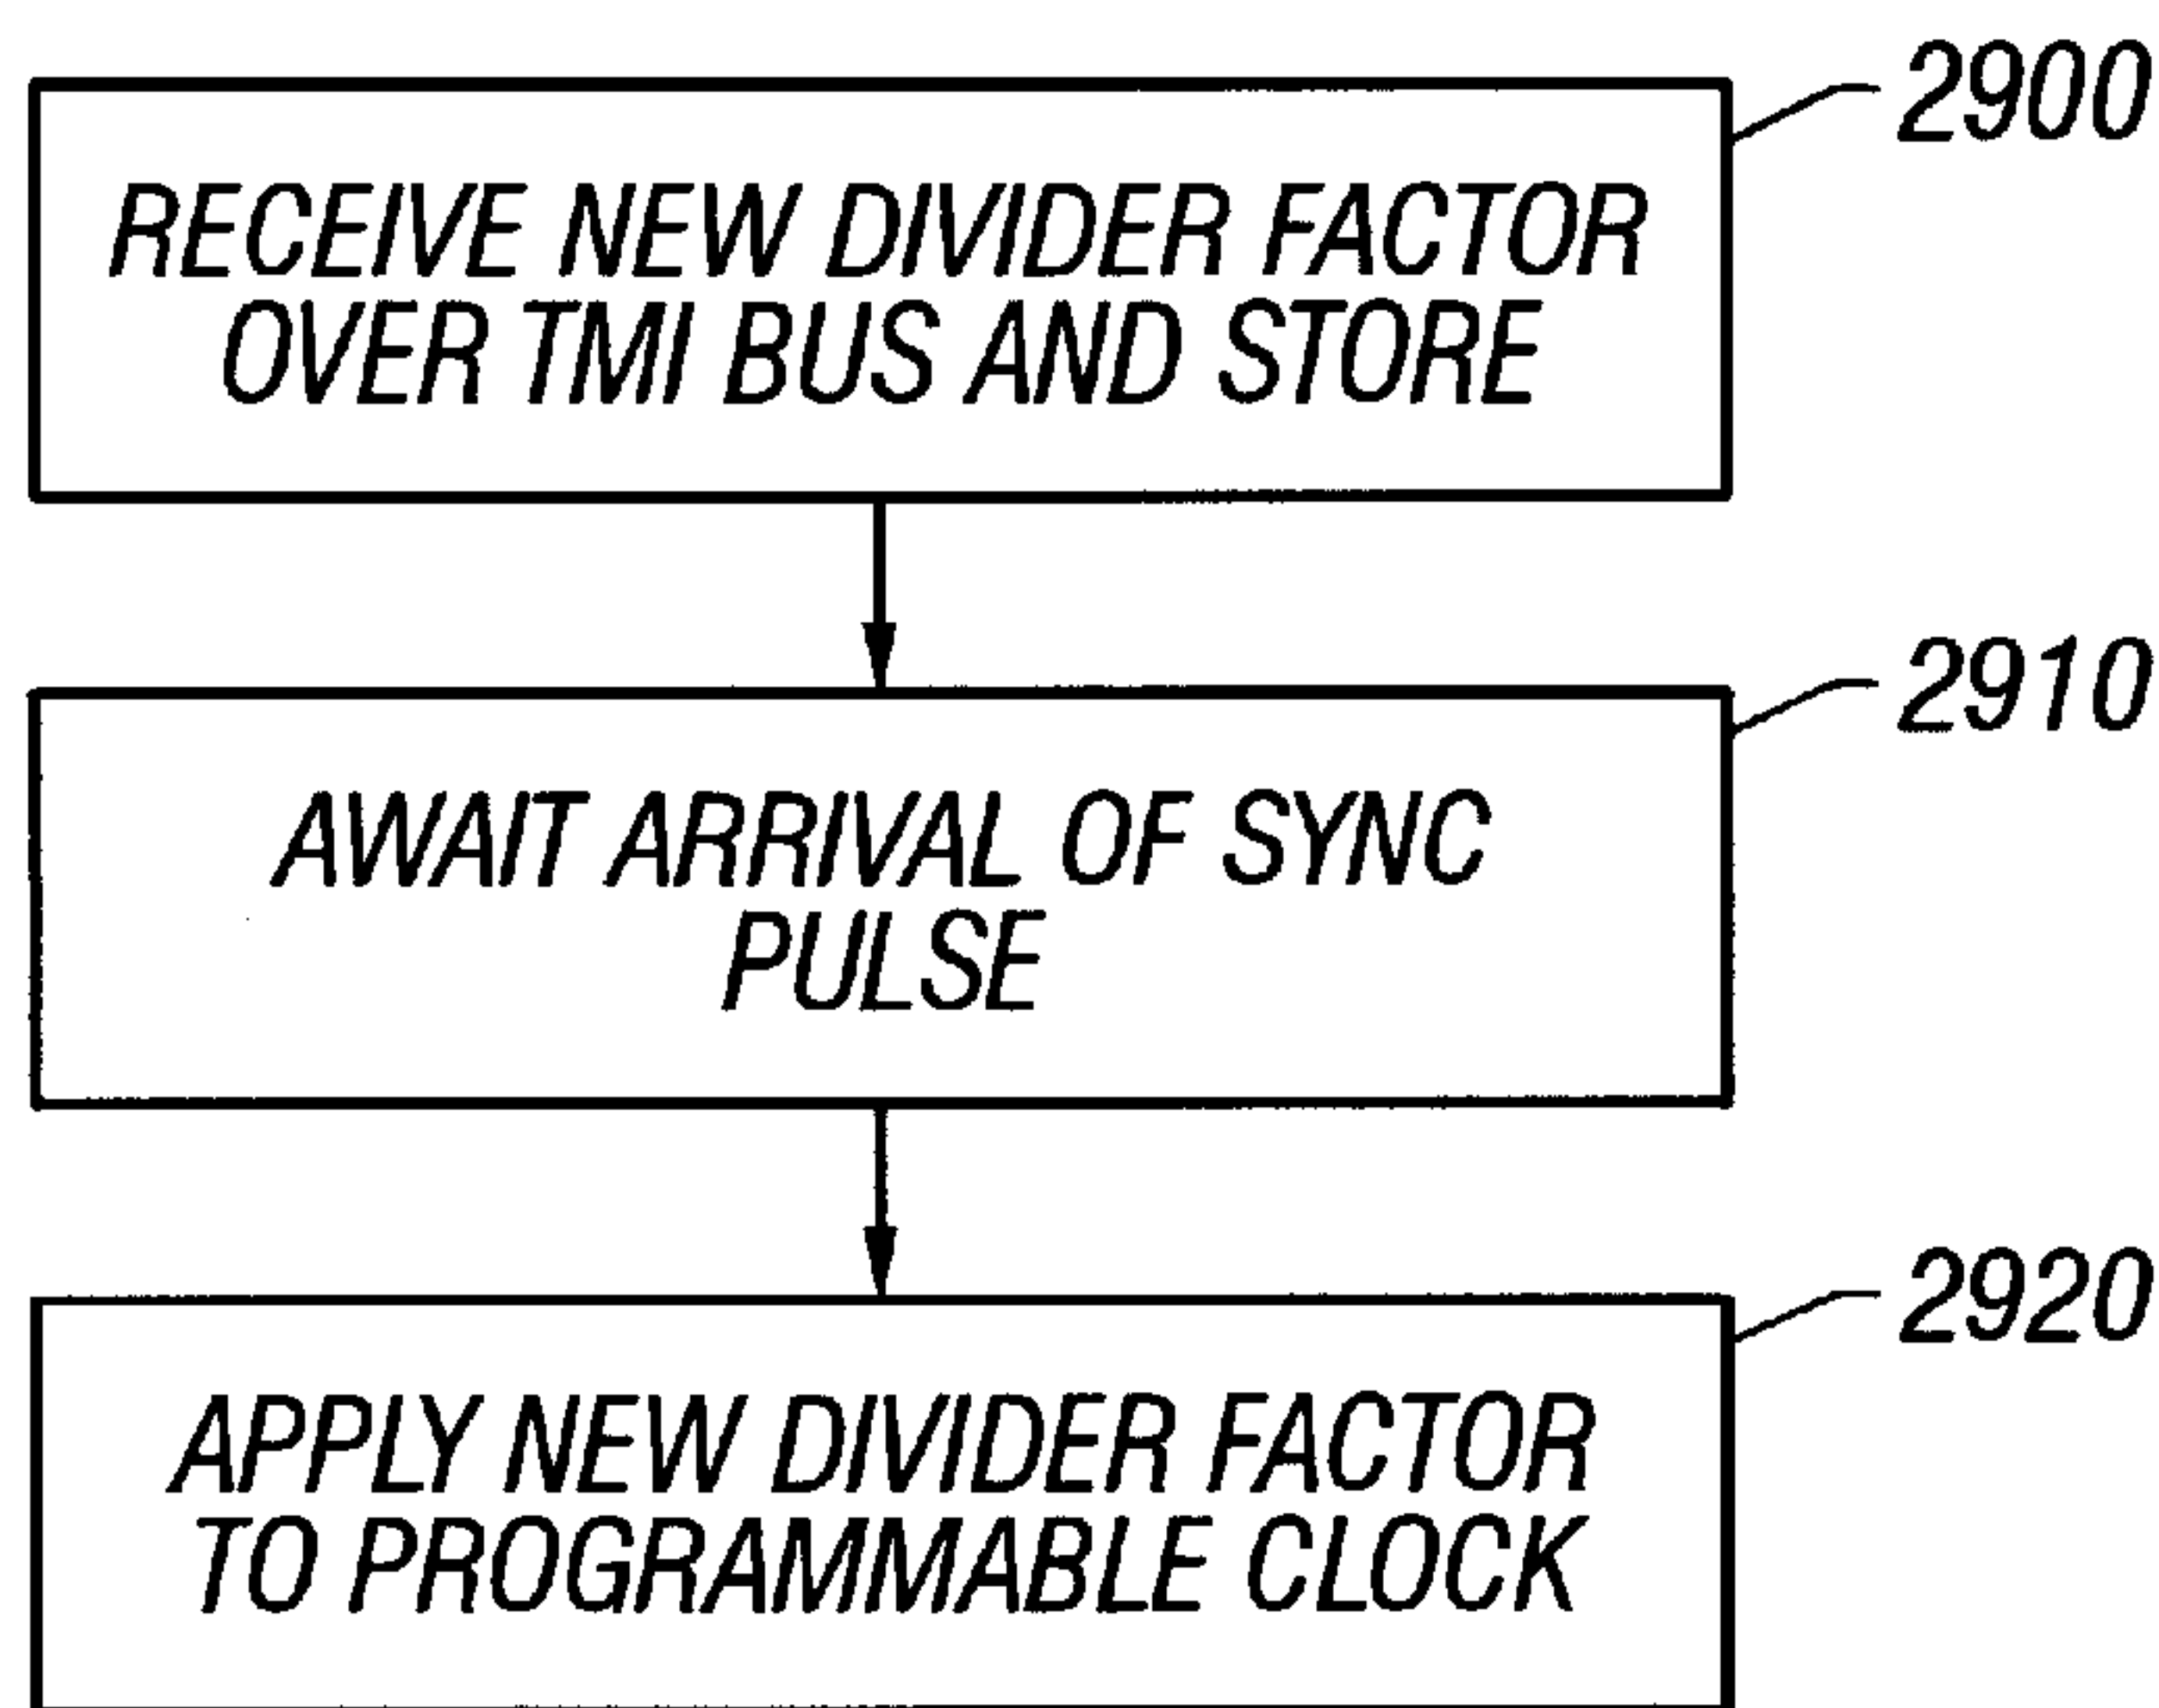 2900
RECEIVE NEW DIVIDER FACTOR
OVER TMI BUS AND STORE
2910
AWAIT ARRIVAL OF SYNC
PULSE
2920
APPLY NEW DIVIDER FACTOR
TO PROGRAMMABLE CLOCK